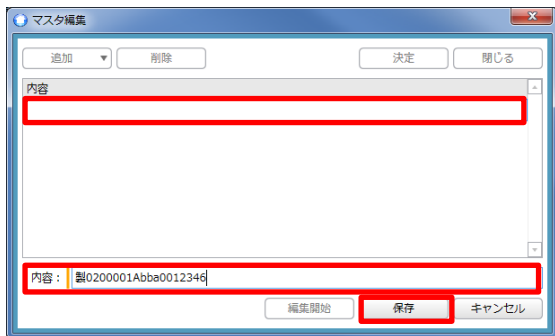 マスタ編集
追加 ▼ 削除 決定 閉じる
内容
内容： 製0200001Abba0012346
編集開始 保存 キャンセル